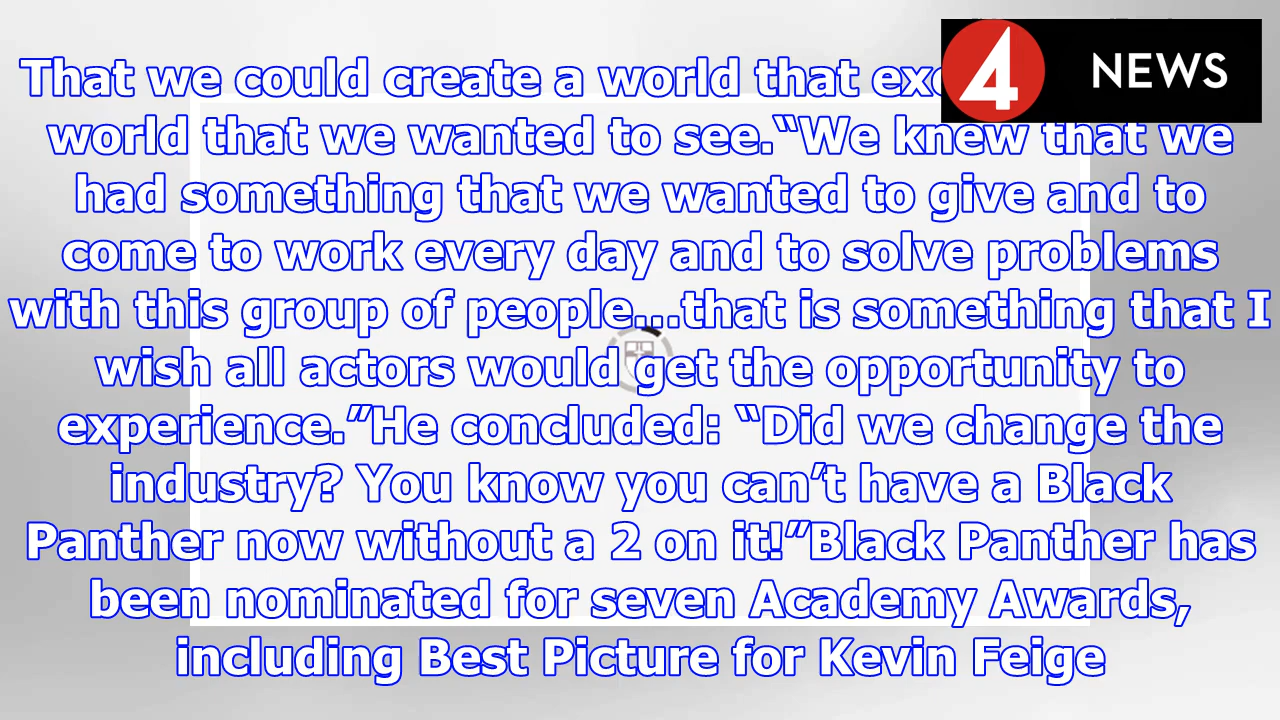 That we could create a world that
4 NEWS
world that we wanted to see.“We knew that we
had something that we wanted to give and to
come to work every day and to solve problems
with this group of people...that is something that I
wish all actors would get the opportunity to
experience.”He concluded: “Did we change the
industry? You know you can’t have a Black
Panther now without a 2 on it!”Black Panther has
been nominated for seven Academy Awards,
including Best Picture for Kevin Feige